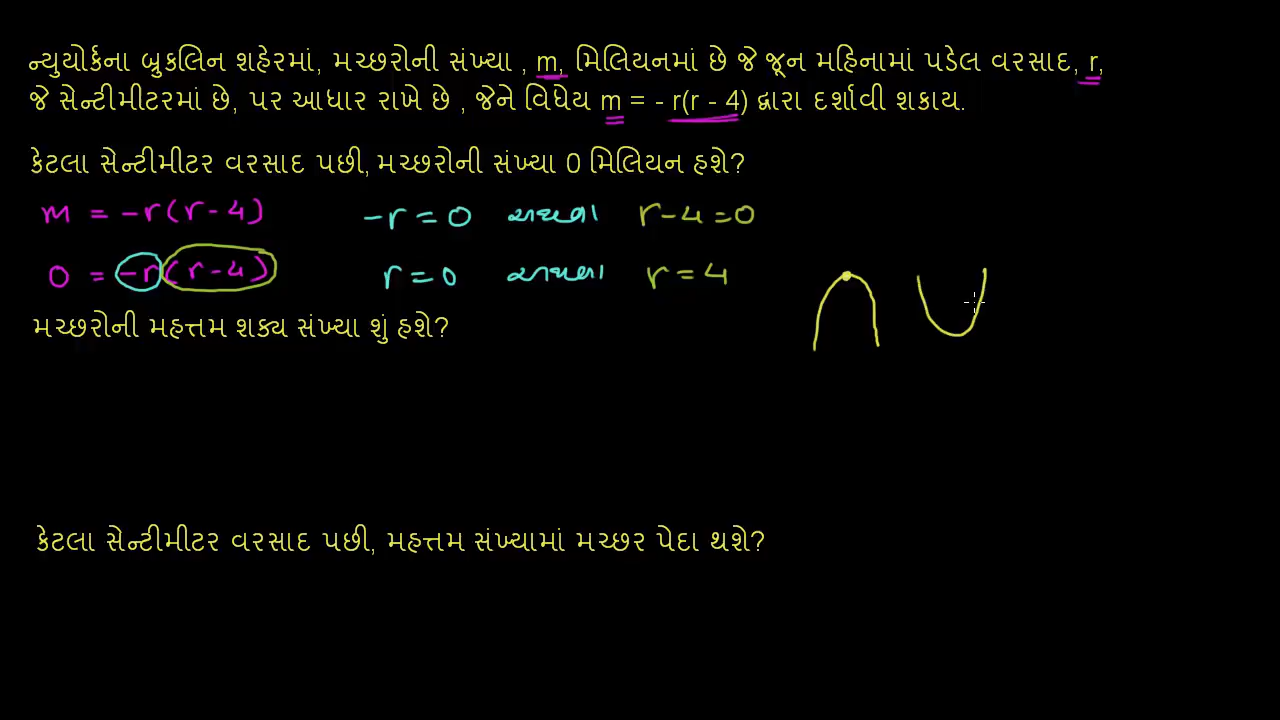 ન્યુયોર્કના બ્રુકલિન શહેરમાં, મચ્છરોની સંખ્યા , m, મિલિયનમાં છે જે જૂન મહિનામાં પડેલ વરસાદ, r,
જે સેન્ટીમીટરમાં છે, પર આધાર રાખે છે , જેને વિધેય m = - r(r - 4) દ્વારા દર્શાવી શકાય.
કેટલા સેન્ટીમીટર વરસાદ પછી, મચ્છરોની સંખ્યા 0 મિલિયન હશે?
m = -r(r-4) -r = 0 અથવા r-4=0
0 = -r(r-4) r=0 અથવા r=4
મચ્છરોની મહત્તમ શક્ય સંખ્યા શું હશે?
કેટલા સેન્ટીમીટર વરસાદ પછી, મહત્તમ સંખ્યામાં મચ્છર પેદા થશે?